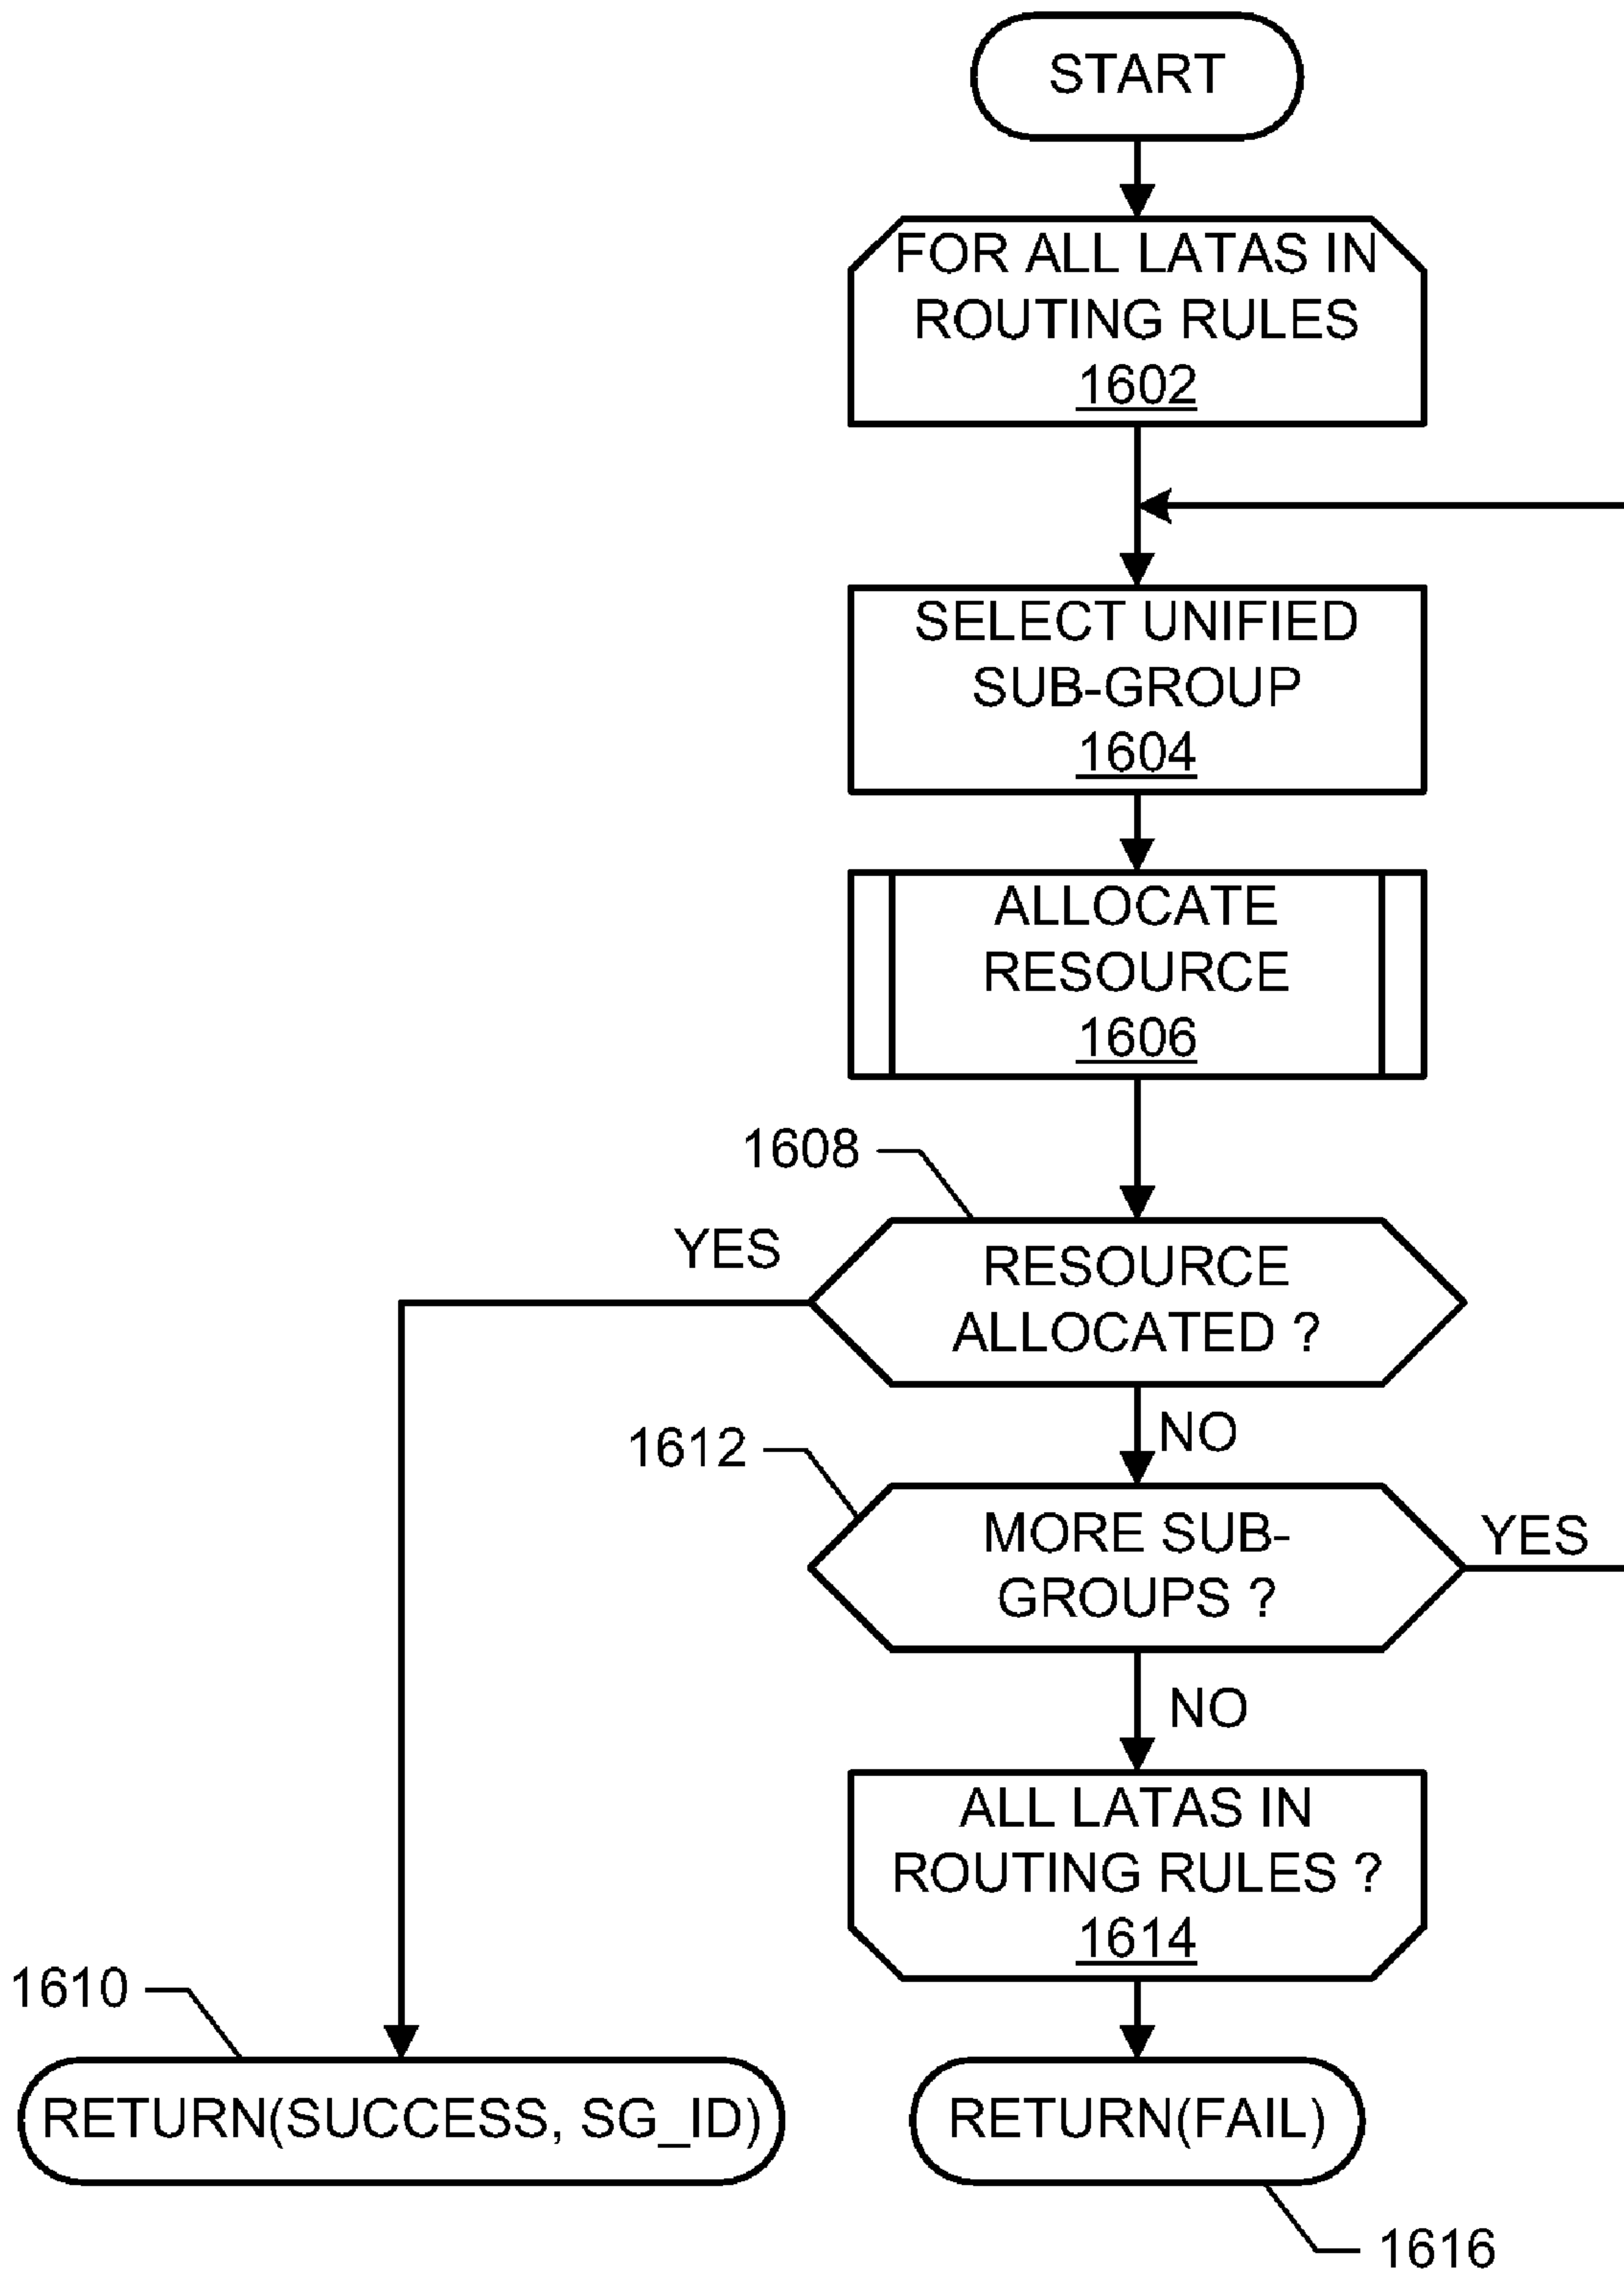 START
FOR ALL LATAS IN
ROUTING RULES
1602
SELECT UNIFIED
SUB-GROUP
1604
ALLOCATE
RESOURCE
1606
1608
YES
RESOURCE
ALLOCATED ?
NO
1612
MORE SUB-
GROUPS ?
YES
NO
ALL LATAS IN
ROUTING RULES ?
1614
1610
RETURN(SUCCESS, SG_ID)
RETURN(FAIL)
1616